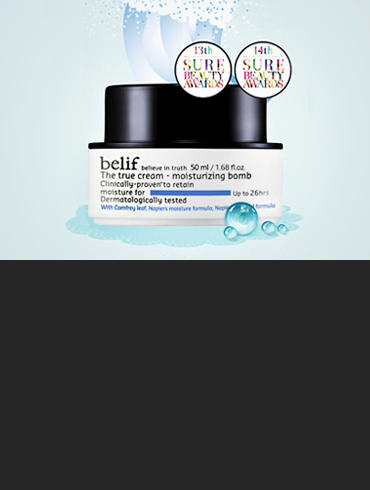 13th
SURE
BEAUTY
AWARDS
14th
SURE
BEAUTY
AWARDS
belif believe in truth 50 ml / 1.68 fl.oz.
The true cream - moisturizing bomb
Clinically-proven to retain
moisture for Up to 26hrs
Dermatologically tested
With Comfrey leaf, Napiers moisture formula, formula